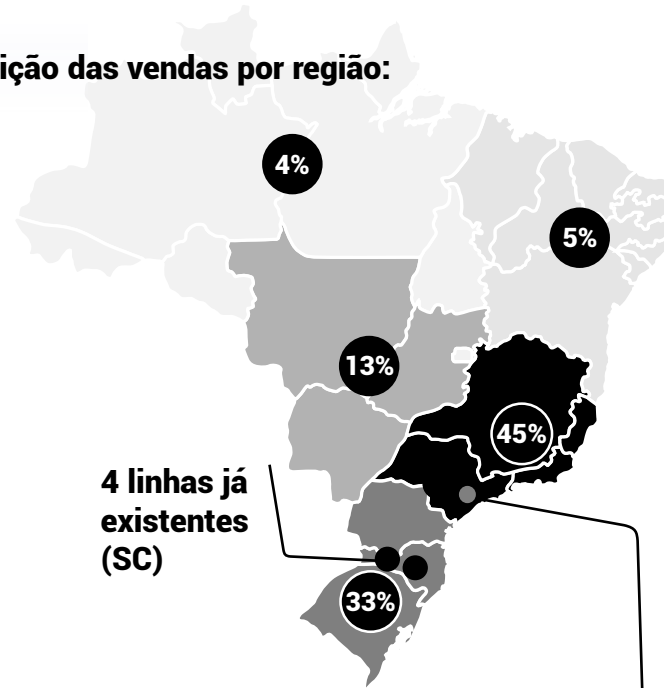 ição das vendas por região:
4%
5%
13%
45%
4 linhas já
existentes
(SC)
33%